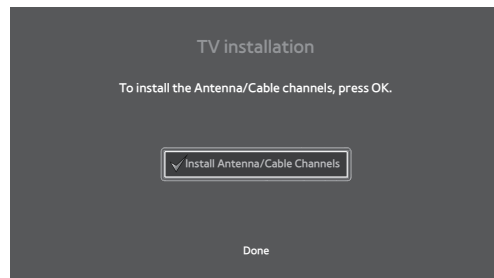 TV installation
To install the Antenna/Cable channels, press OK.
Install Antenna/Cable Channels
Done